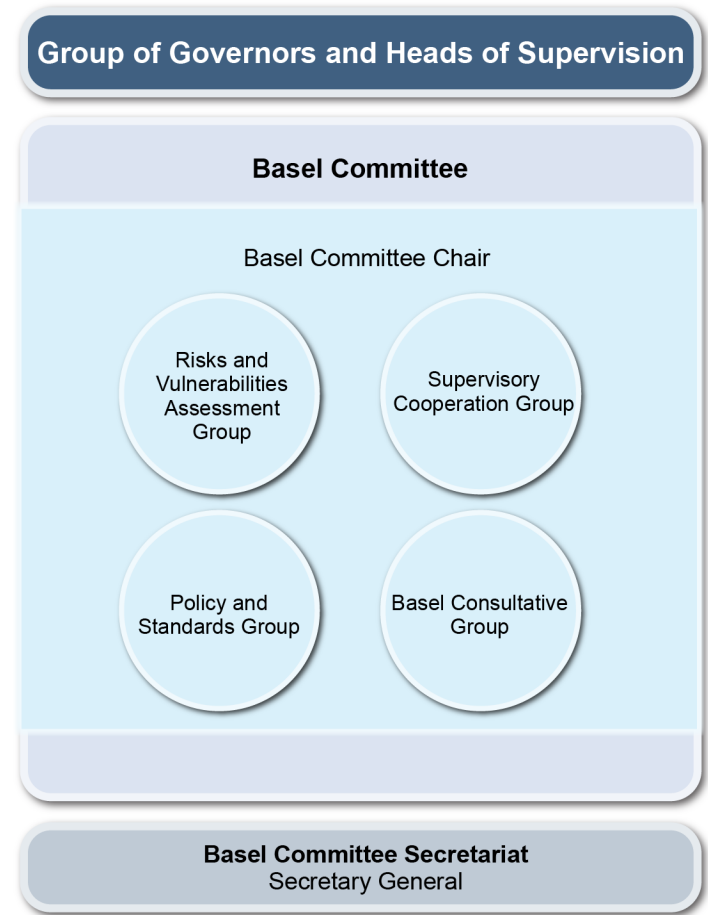 Group of Governors and Heads of Supervision
Basel Committee
Basel Committee Chair
Risks and
Vulnerabilities
Assessment
Group
Supervisory
Cooperation Group
Policy and
Standards Group
Basel Consultative
Group
Basel Committee Secretariat
Secretary General